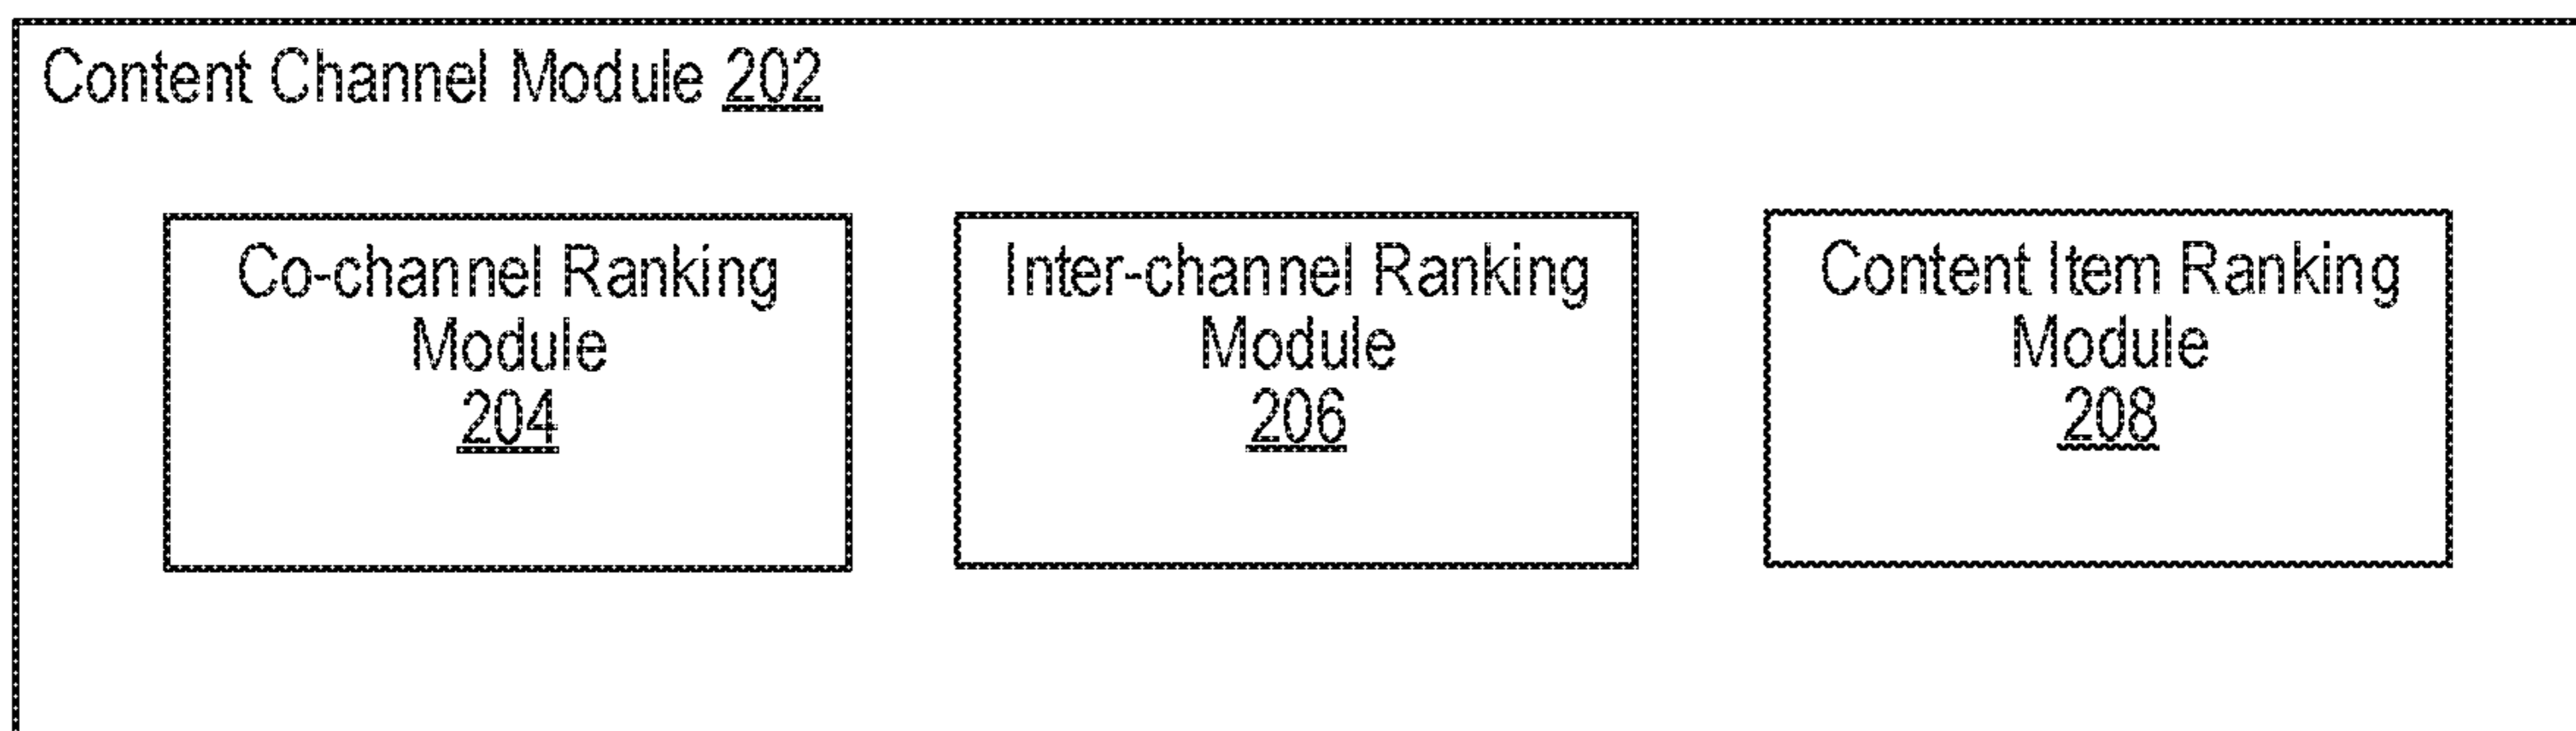 Content Channel Module 202
Co-channel Ranking
Module
204
Inter-channel Ranking
Module
206
Content Item Ranking
Module
208